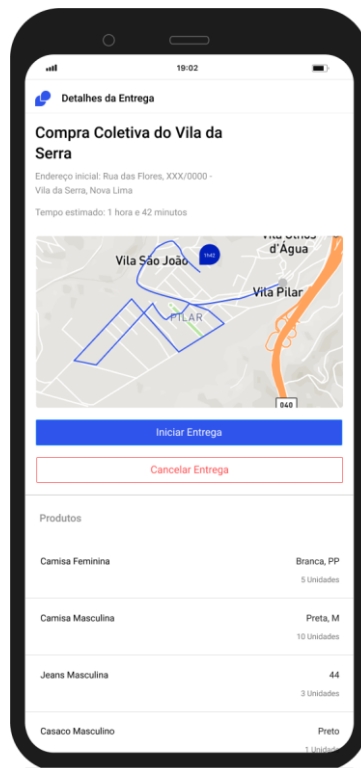 19:02
Detalhes da Entrega
Compra Coletiva do Vila da
Serra
Endereço inicial: Rua das Flores, XXX/0000 -
Vila da Serra, Nova Lima
Tempo estimado: 1 hora e 42 minutos
d'Água
Vila São João
1h42
Vila Pilar
PILAR
040
Iniciar Entrega
Cancelar Entrega
Produtos
Camisa Feminina
Branca, PP
5 Unidades
Camisa Masculina
Preta, M
10 Unidades
Jeans Masculina
44
3 Unidades
Casaco Masculino
Preto
1 Unidade